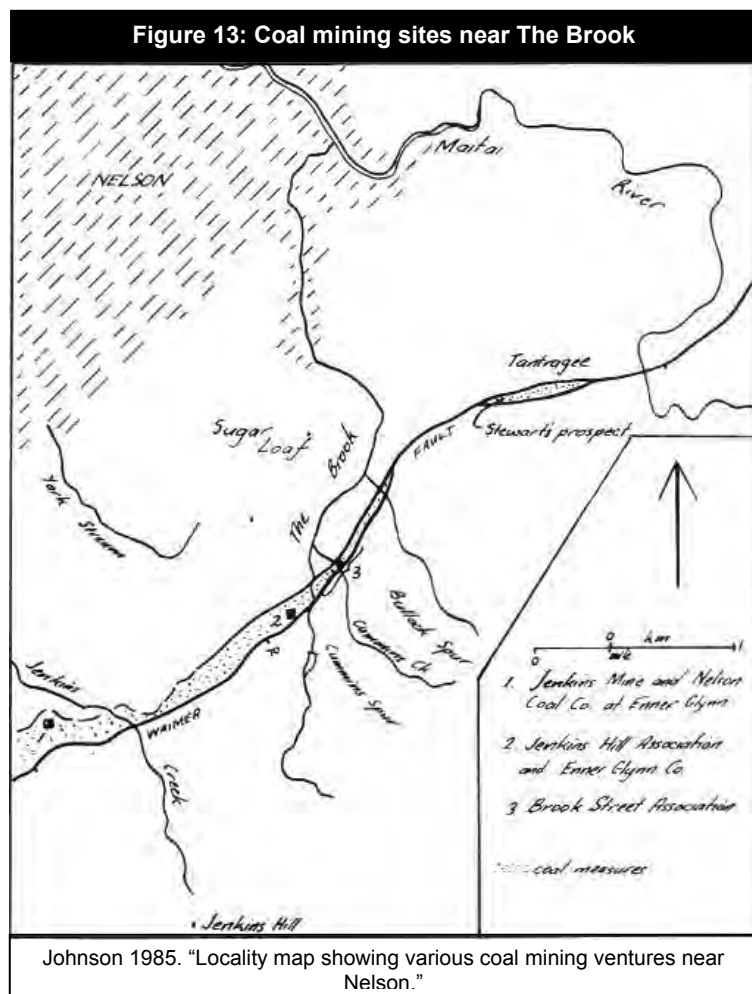 Figure 13: Coal mining sites near The Brook
NELSON
Maitai
River
Tantragee
Stewart's prospect
FAULT
Sugar
Loaf
The Brook
York Stream
3
2
Bullock Spur
Cummins Ck
Cummins Spur
Jenkins
Creek
WAIMEA
Jenkins Hill
0 km 1
0 mile
1. Jenkins Mine and Nelson
Coal Co. at Enner Glynn
2. Jenkins Hill Association
and Enner Glynn Co.
3 Brook Street Association
coal measures
Johnson 1985. “Locality map showing various coal mining ventures near
Nelson.”